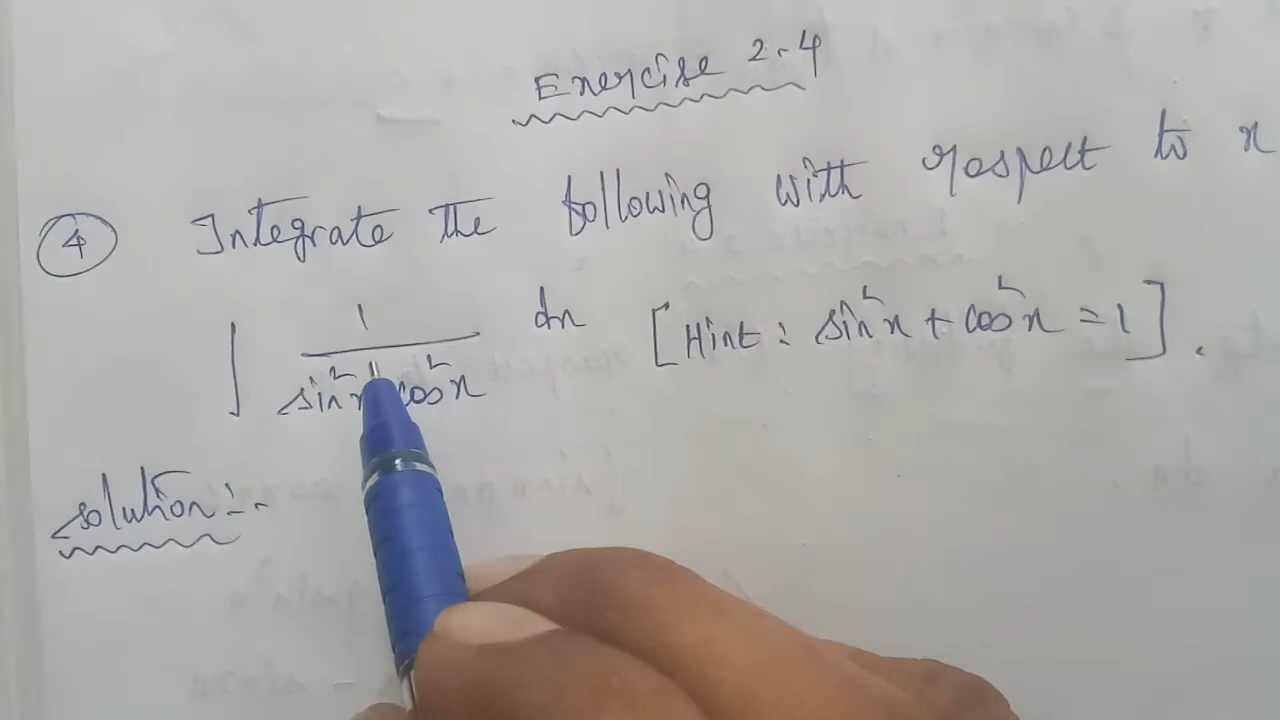 Exercise 2.4
④ Integrate the following with respect to x
∫ 1 / sin²x cos²x dx [Hint : sin²x + cos²x = 1].
Solution :-